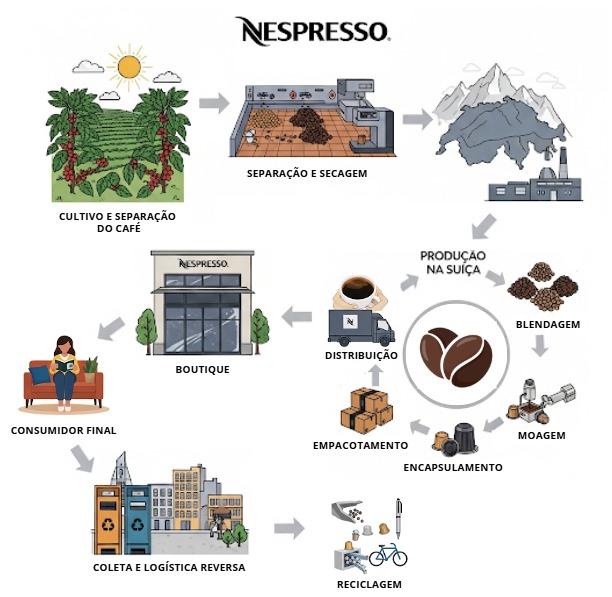 NESPRESSO.
CULTIVO E SEPARAÇÃO
DO CAFÉ
SEPARAÇÃO E SECAGEM
PRODUÇÃO
NA SUÍÇA
BLENDAGEM
MOAGEM
ENCAPSULAMENTO
EMPACOTAMENTO
N
DISTRIBUIÇÃO
NESPRESSO.
BOUTIQUE
CONSUMIDOR FINAL
COLETA E LOGÍSTICA REVERSA
RECICLAGEM